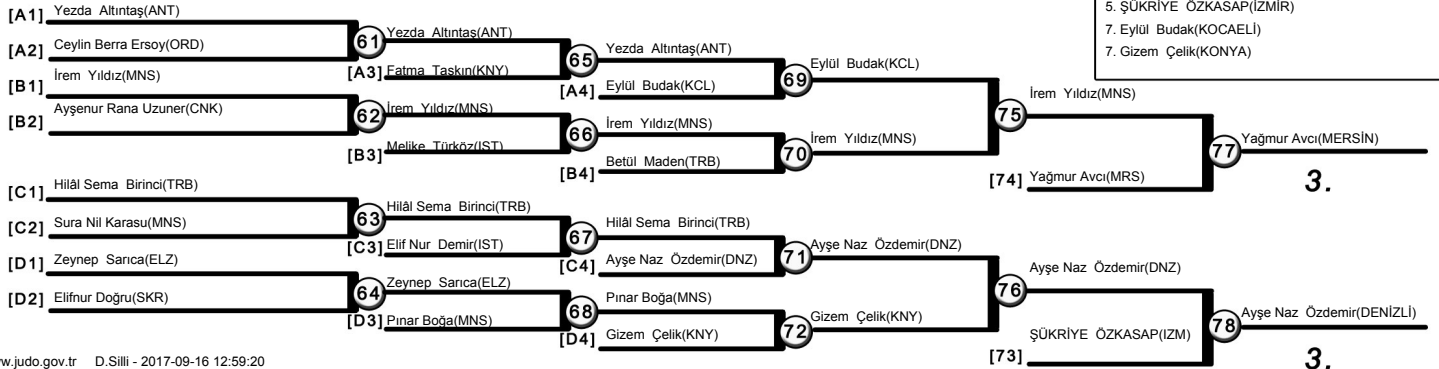 5. ŞÜKRİYE ÖZKASAP(İZMİR)
7. Eylül Budak(KOCAELİ)
7. Gizem Çelik(KONYA)
[A1] Yezda Altıntaş(ANT)
[A2] Ceylin Berra Ersoy(ORD)
61 Yezda Altıntaş(ANT)
[A3] Fatma Taşkın(KNY)
65 Yezda Altıntaş(ANT)
[A4] Eylül Budak(KCL)
69 Eylül Budak(KCL)
[B1] İrem Yıldız(MNS)
[B2] Ayşenur Rana Uzuner(CNK)
62 İrem Yıldız(MNS)
[B3] Melike Türköz(IST)
66 İrem Yıldız(MNS)
[B4] Betül Maden(TRB)
70 İrem Yıldız(MNS)
75 İrem Yıldız(MNS)
[74] Yağmur Avcı(MRS)
77 Yağmur Avcı(MERSİN)
3.
[C1] Hilâl Sema Birinci(TRB)
[C2] Sura Nil Karasu(MNS)
63 Hilâl Sema Birinci(TRB)
[C3] Elif Nur Demir(IST)
67 Hilâl Sema Birinci(TRB)
[C4] Ayşe Naz Özdemir(DNZ)
71 Ayşe Naz Özdemir(DNZ)
[D1] Zeynep Sarıca(ELZ)
[D2] Elifnur Doğru(SKR)
64 Zeynep Sarıca(ELZ)
[D3] Pınar Boğa(MNS)
68 Pınar Boğa(MNS)
[D4] Gizem Çelik(KNY)
72 Gizem Çelik(KNY)
76 Ayşe Naz Özdemir(DNZ)
[73] ŞÜKRİYE ÖZKASAP(IZM)
78 Ayşe Naz Özdemir(DENİZLİ)
3.
w.judo.gov.tr D.Silli - 2017-09-16 12:59:20